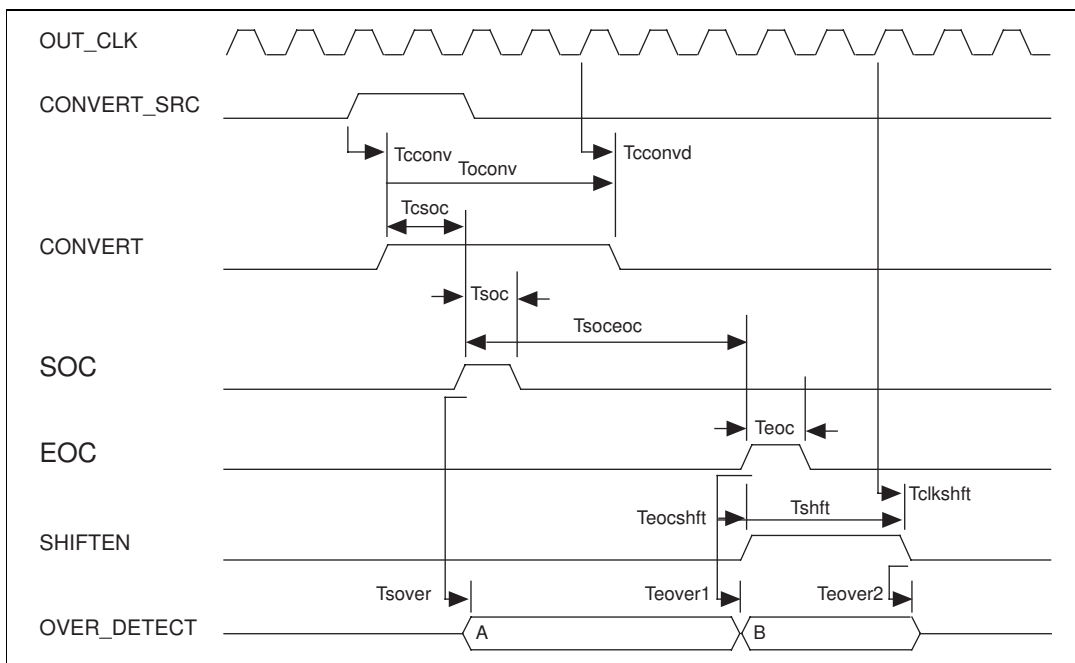 OUT_CLK
CONVERT_SRC
Tcconv
Tcconvd
Toconv
Tcsoc
CONVERT
Tsoc
Tsoceoc
SOC
Teoc
EOC
Tclkshft
Teocshft
Tshft
SHIFTEN
Tsover
Teover1
Teover2
OVER_DETECT
A
B